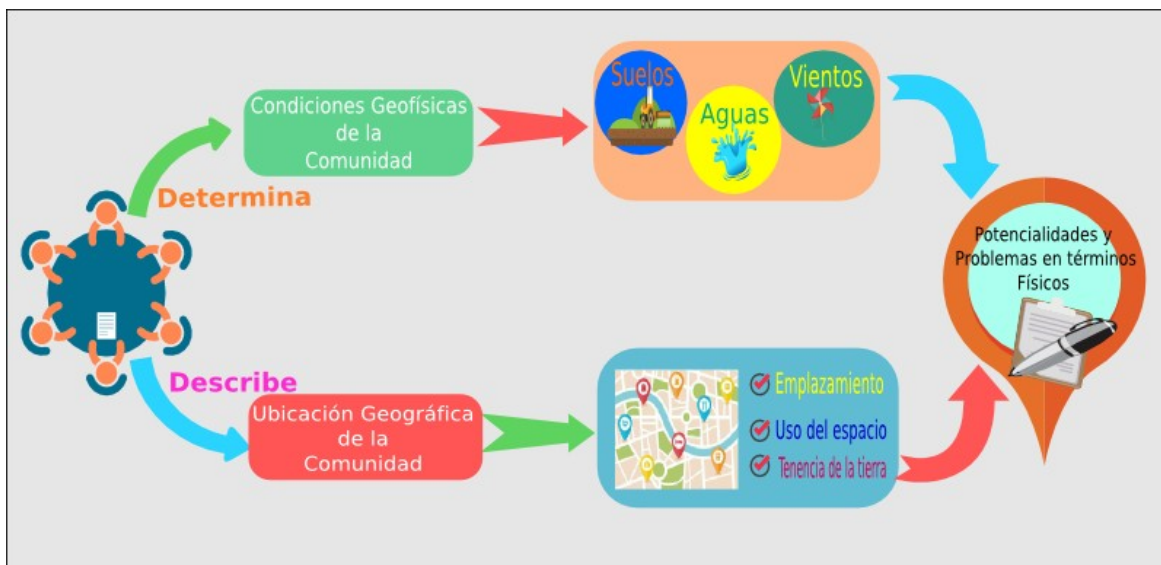 Determina
Condiciones Geofísicas
de la
Comunidad
Suelos
Aguas
Vientos
Describe
Ubicación Geográfica
de la
Comunidad
Emplazamiento
Uso del espacio
Tenencia de la tierra
Potencialidades y
Problemas en términos
Físicos